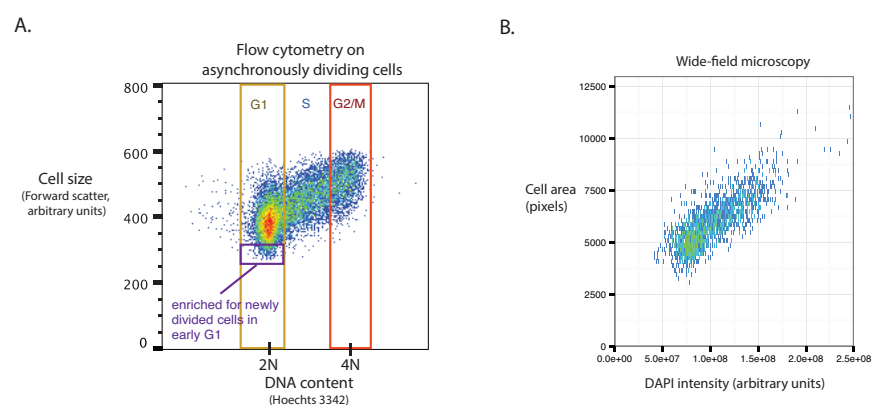 A.
Flow cytometry on
asynchronously dividing cells
800
600
400
200
0
Cell size
(Forward scatter,
arbitrary units)
G1
S
G2/M
enriched for newly
divided cells in
early G1
2N
4N
DNA content
(Hoechts 3342)
B.
Wide-field microscopy
12500
10000
7500
5000
2500
0
Cell area
(pixels)
0.0e+00
5.0e+07
1.0e+08
1.5e+08
2.0e+08
2.5e+08
DAPI intensity (arbitrary units)